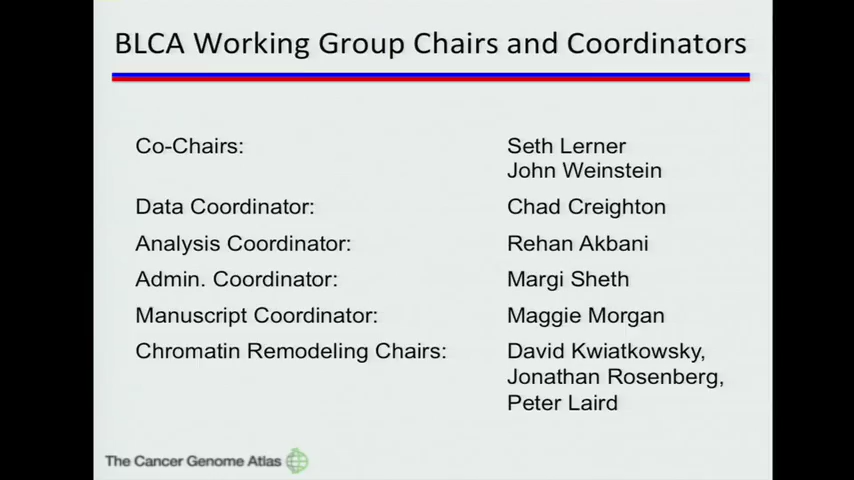 BLCA Working Group Chairs and Coordinators
Co-Chairs: Seth Lerner
John Weinstein
Data Coordinator: Chad Creighton
Analysis Coordinator: Rehan Akbani
Admin. Coordinator: Margi Sheth
Manuscript Coordinator: Maggie Morgan
Chromatin Remodeling Chairs: David Kwiatkowsky,
Jonathan Rosenberg,
Peter Laird
The Cancer Genome Atlas